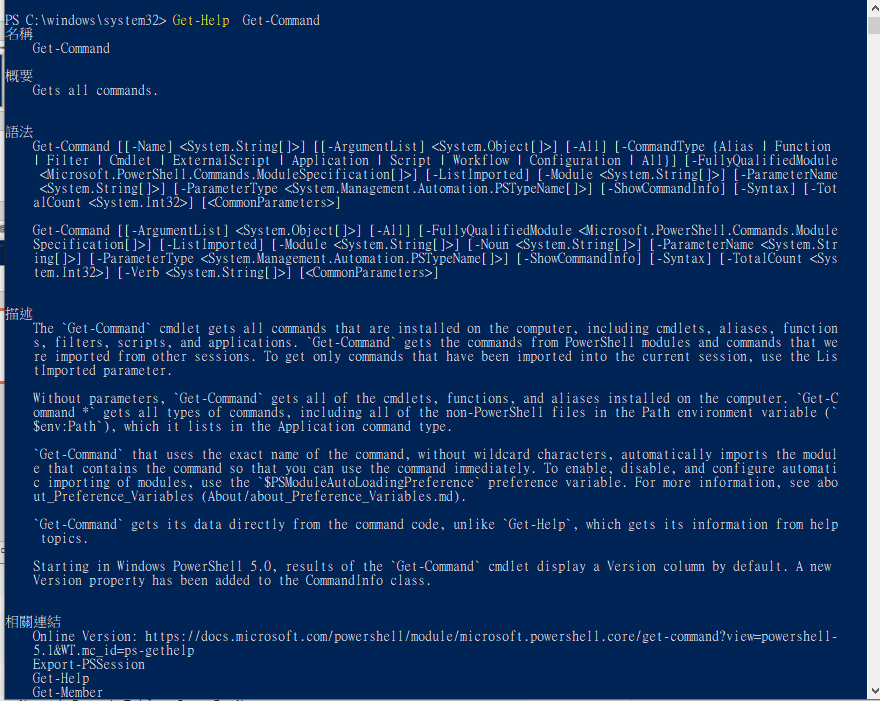 PS C:\windows\system32> Get-Help  Get-Command
名稱
Get-Command
概要
Gets all commands.
語法
Get-Command [[-Name] <System.String[]>] [[-ArgumentList] <System.Object[]>] [-All] [-CommandType {Alias | Function
| Filter | Cmdlet | ExternalScript | Application | Script | Workflow | Configuration | All}] [-FullyQualifiedModule
<Microsoft.PowerShell.Commands.ModuleSpecification[]>] [-ListImported] [-Module <System.String[]>] [-ParameterName
<System.String[]>] [-ParameterType <System.Management.Automation.PSTypeName[]>] [-ShowCommandInfo] [-Syntax] [-Tot
alCount <System.Int32>] [<CommonParameters>]
Get-Command [[-ArgumentList] <System.Object[]>] [-All] [-FullyQualifiedModule <Microsoft.PowerShell.Commands.Module
Specification[]>] [-ListImported] [-Module <System.String[]>] [-Noun <System.String[]>] [-ParameterName <System.Str
ing[]>] [-ParameterType <System.Management.Automation.PSTypeName[]>] [-ShowCommandInfo] [-Syntax] [-TotalCount <Sys
tem.Int32>] [-Verb <System.String[]>] [<CommonParameters>]
描述
The `Get-Command` cmdlet gets all commands that are installed on the computer, including cmdlets, aliases, function
s, filters, scripts, and applications. `Get-Command` gets the commands from PowerShell modules and commands that we
re imported from other sessions. To get only commands that have been imported into the current session, use the Lis
tImported parameter.
Without parameters, `Get-Command` gets all of the cmdlets, functions, and aliases installed on the computer. `Get-C
ommand *` gets all types of commands, including all of the non-PowerShell files in the Path environment variable (`
$env:Path`), which it lists in the Application command type.
`Get-Command` that uses the exact name of the command, without wildcard characters, automatically imports the modul
e that contains the command so that you can use the command immediately. To enable, disable, and configure automati
c importing of modules, use the `$PSModuleAutoLoadingPreference` preference variable. For more information, see abo
ut_Preference_Variables (About/about_Preference_Variables.md).
`Get-Command` gets its data directly from the command code, unlike `Get-Help`, which gets its information from help
topics.
Starting in Windows PowerShell 5.0, results of the `Get-Command` cmdlet display a Version column by default. A new
Version property has been added to the CommandInfo class.
相關連結
Online Version: https://docs.microsoft.com/powershell/module/microsoft.powershell.core/get-command?view=powershell-
5.1&WT.mc_id=ps-gethelp
Export-PSSession
Get-Help
Get-Member